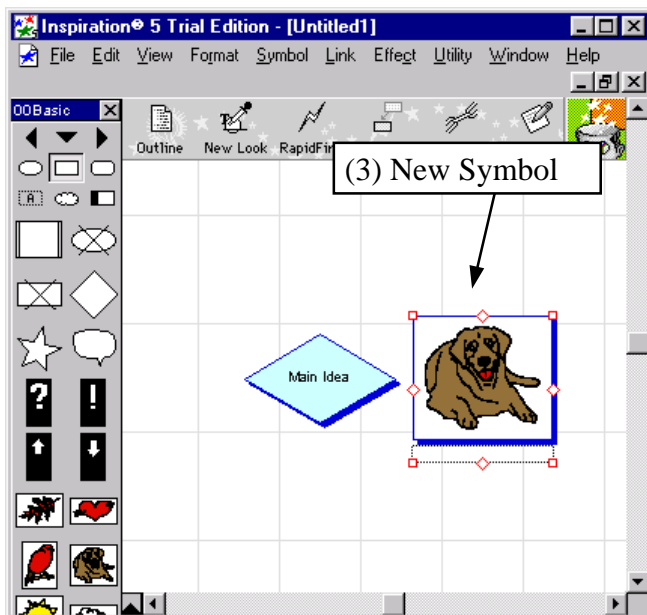 Inspiration® 5 Trial Edition - [Untitled1]
File Edit View Format Symbol Link Effect Utility Window Help
00Basic
Outline New Look
(3) New Symbol
A
Main Idea
?
!